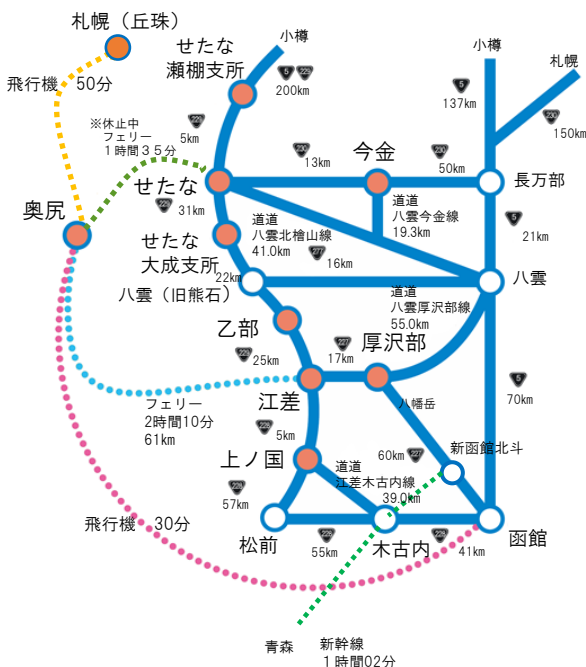 札幌（丘珠）
飛行機　50分
※休止中
フェリー
１時間３５分
奥尻
せたな
瀬棚支所
小樽
5
229
200km
229
5km
せたな
229
31km
せたな
大成支所
22km
八雲（旧熊石）
乙部
229
25km
江差
228
5km
上ノ国
228
57km
松前
230
13km
今金
230
50km
道道
八雲北檜山線
41.0km
道道
八雲今金線
19.3km
277
16km
道道
八雲厚沢部線
55.0km
227
17km
厚沢部
八幡岳
60km
227
新函館北斗
道道
江差木古内線
39.0km
228
55km
木古内
228
41km
函館
小樽
5
137km
札幌
230
150km
長万部
5
21km
八雲
5
70km
フェリー
2時間10分
61km
飛行機　30分
青森
新幹線
１時間02分